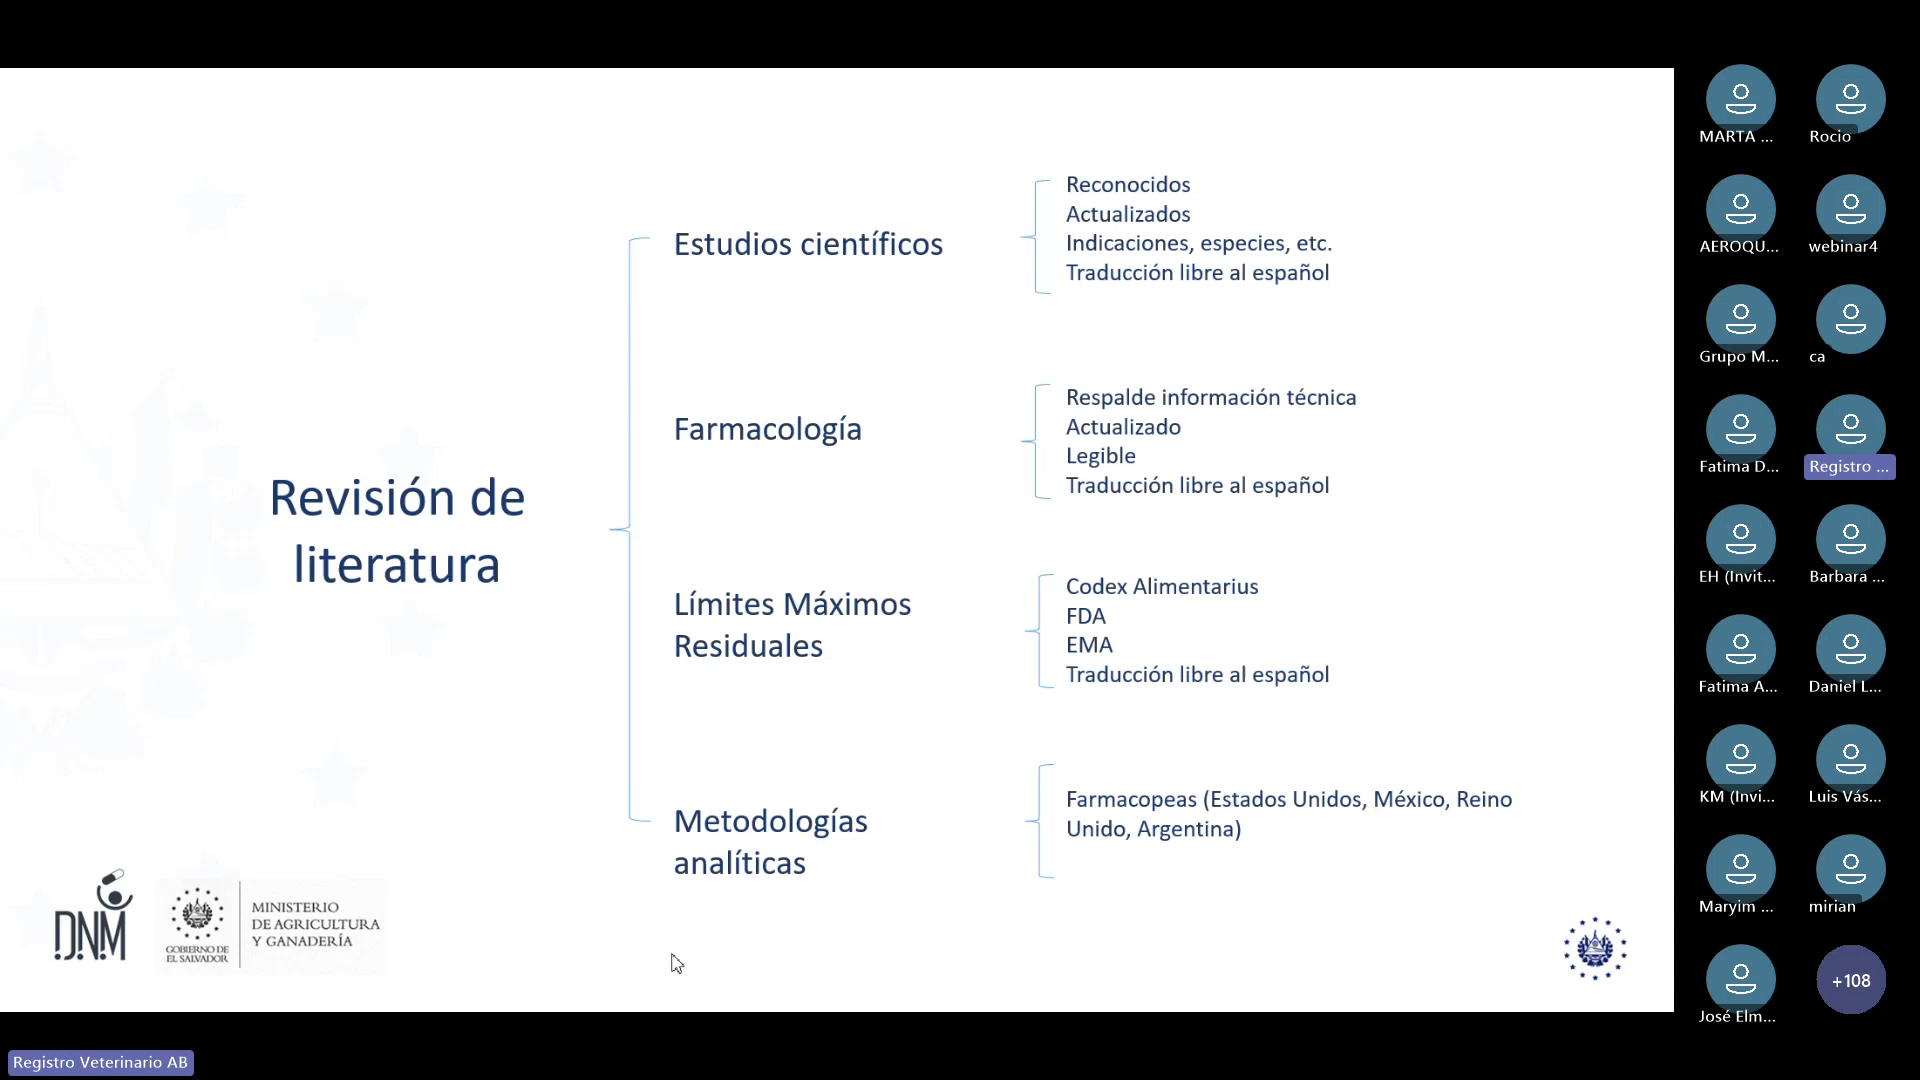 Revisión de
literatura
Estudios científicos
Reconocidos
Actualizados
Indicaciones, especies, etc.
Traducción libre al español
Farmacología
Respalde información técnica
Actualizado
Legible
Traducción libre al español
Límites Máximos
Residuales
Codex Alimentarius
FDA
EMA
Traducción libre al español
Metodologías
analíticas
Farmacopeas (Estados Unidos, México, Reino
Unido, Argentina)
DNM
GOBIERNO DE
EL SALVADOR
MINISTERIO
DE AGRICULTURA
Y GANADERÍA
MARTA ...
Rocio
AEROQU...
webinar4
Grupo M...
ca
Fatima D...
Registro ...
EH (Invit...
Barbara ...
Fatima A...
Daniel L...
KM (Invi...
Luis Vás...
Maryim ...
mirian
José Elm...
+108
Registro Veterinario AB